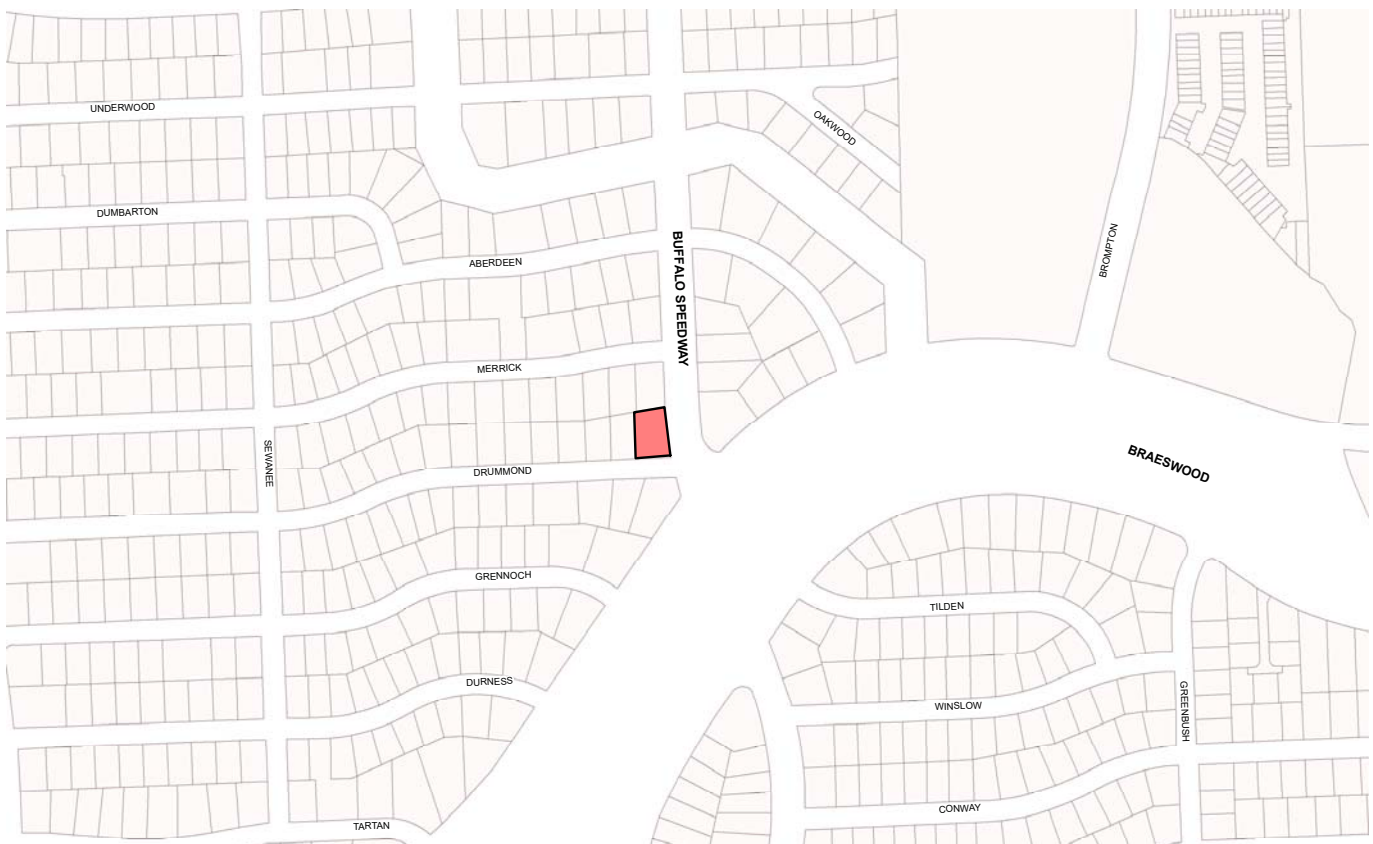 UNDERWOOD
OAKWOOD
DUMBARTON
BROMPTON
ABERDEEN
BUFFALO SPEEDWAY
MERRICK
SEWANEE
DRUMMOND
BRAESWOOD
GRENNOCH
TILDEN
DURNESS
WINSLOW
GREENBUSH
CONWAY
TARTAN